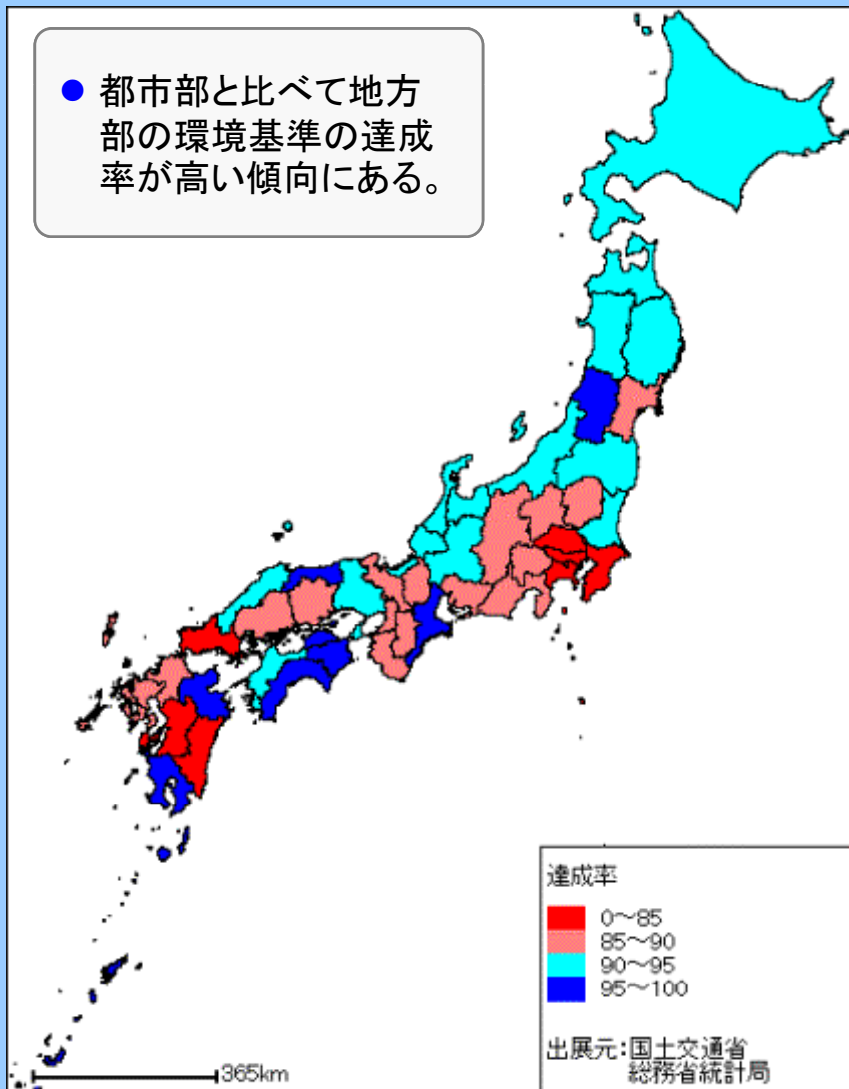 ● 都市部と比べて地方
部の環境基準の達成
率が高い傾向にある。
達成率
0～85
85～90
90～95
95～100
出展元：国土交通省
総務省統計局
365km